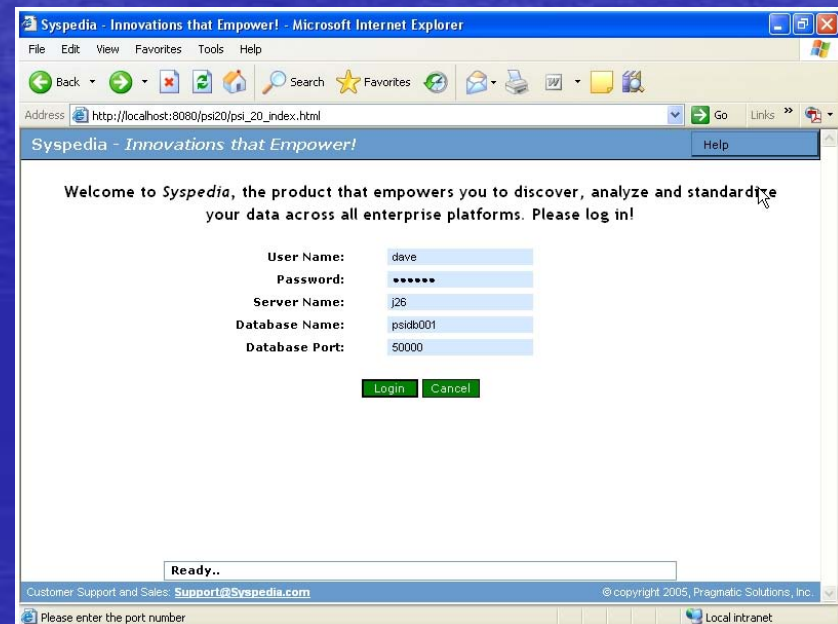 Syspedia - Innovations that Empower! - Microsoft Internet Explorer
File Edit View Favorites Tools Help
Back Search Favorites
Address http://localhost:8080/psi20/psi_20_index.html Go Links »
Syspedia - Innovations that Empower! Help
Welcome to Syspedia, the product that empowers you to discover, analyze and standardize
your data across all enterprise platforms. Please log in!
User Name: dave
Password: ●●●●●●
Server Name: j26
Database Name: psidb001
Database Port: 50000
Login Cancel
Ready..
Customer Support and Sales: Support@Syspedia.com © copyright 2005, Pragmatic Solutions, Inc.
Please enter the port number Local intranet